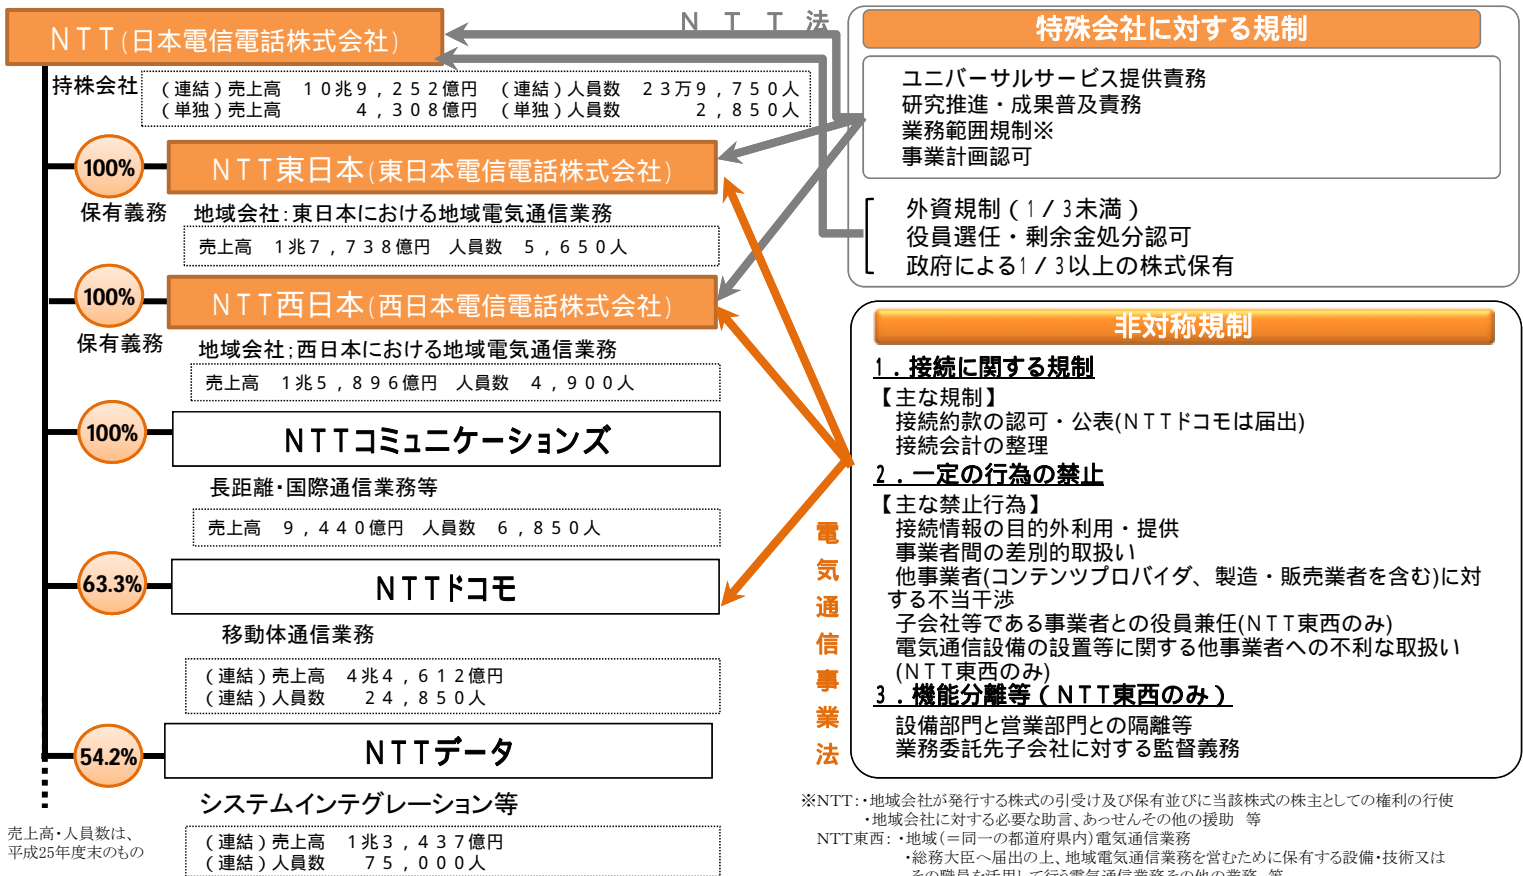 NTT(日本電信電話株式会社)
持株会社
(連結)売上高 10兆9,252億円 (連結)人員数 23万9,750人
(単独)売上高 4,308億円 (単独)人員数 2,850人
100%
保有義務
NTT東日本(東日本電信電話株式会社)
地域会社:東日本における地域電気通信業務
売上高 1兆7,738億円 人員数 5,650人
100%
保有義務
NTT西日本(西日本電信電話株式会社)
地域会社:西日本における地域電気通信業務
売上高 1兆5,896億円 人員数 4,900人
100%
NTTコミュニケーションズ
長距離・国際通信業務等
売上高 9,440億円 人員数 6,850人
63.3%
NTTドコモ
移動体通信業務
(連結)売上高 4兆4,612億円
(連結)人員数 24,850人
54.2%
NTTデータ
システムインテグレーション等
(連結)売上高 1兆3,437億円
(連結)人員数 75,000人
売上高・人員数は、
平成25年度末のもの
NTT法
特殊会社に対する規制
ユニバーサルサービス提供責務
研究推進・成果普及責務
業務範囲規制※
事業計画認可
外資規制(1/3未満)
役員選任・剰余金処分認可
政府による1/3以上の株式保有
電気通信事業法
非対称規制
1.接続に関する規制
【主な規制】
接続約款の認可・公表(NTTドコモは届出)
接続会計の整理
2.一定の行為の禁止
【主な禁止行為】
接続情報の目的外利用・提供
事業者間の差別的取扱い
他事業者(コンテンツプロバイダ、製造・販売業者を含む)に対
する不当干渉
子会社等である事業者との役員兼任(NTT東西のみ)
電気通信設備の設置等に関する他事業者への不利な取扱い
(NTT東西のみ)
3.機能分離等(NTT東西のみ)
設備部門と営業部門との隔離等
業務委託先子会社に対する監督義務
※NTT:・地域会社が発行する株式の引受け及び保有並びに当該株式の株主としての権利の行使
・地域会社に対する必要な助言、あっせんその他の援助 等
NTT東西:・地域(=同一の都道府県内)電気通信業務
・総務大臣へ届出の上、地域電気通信業務を営むために保有する設備・技術又は
その職員を活用して行う電気通信業務その他の業務 等